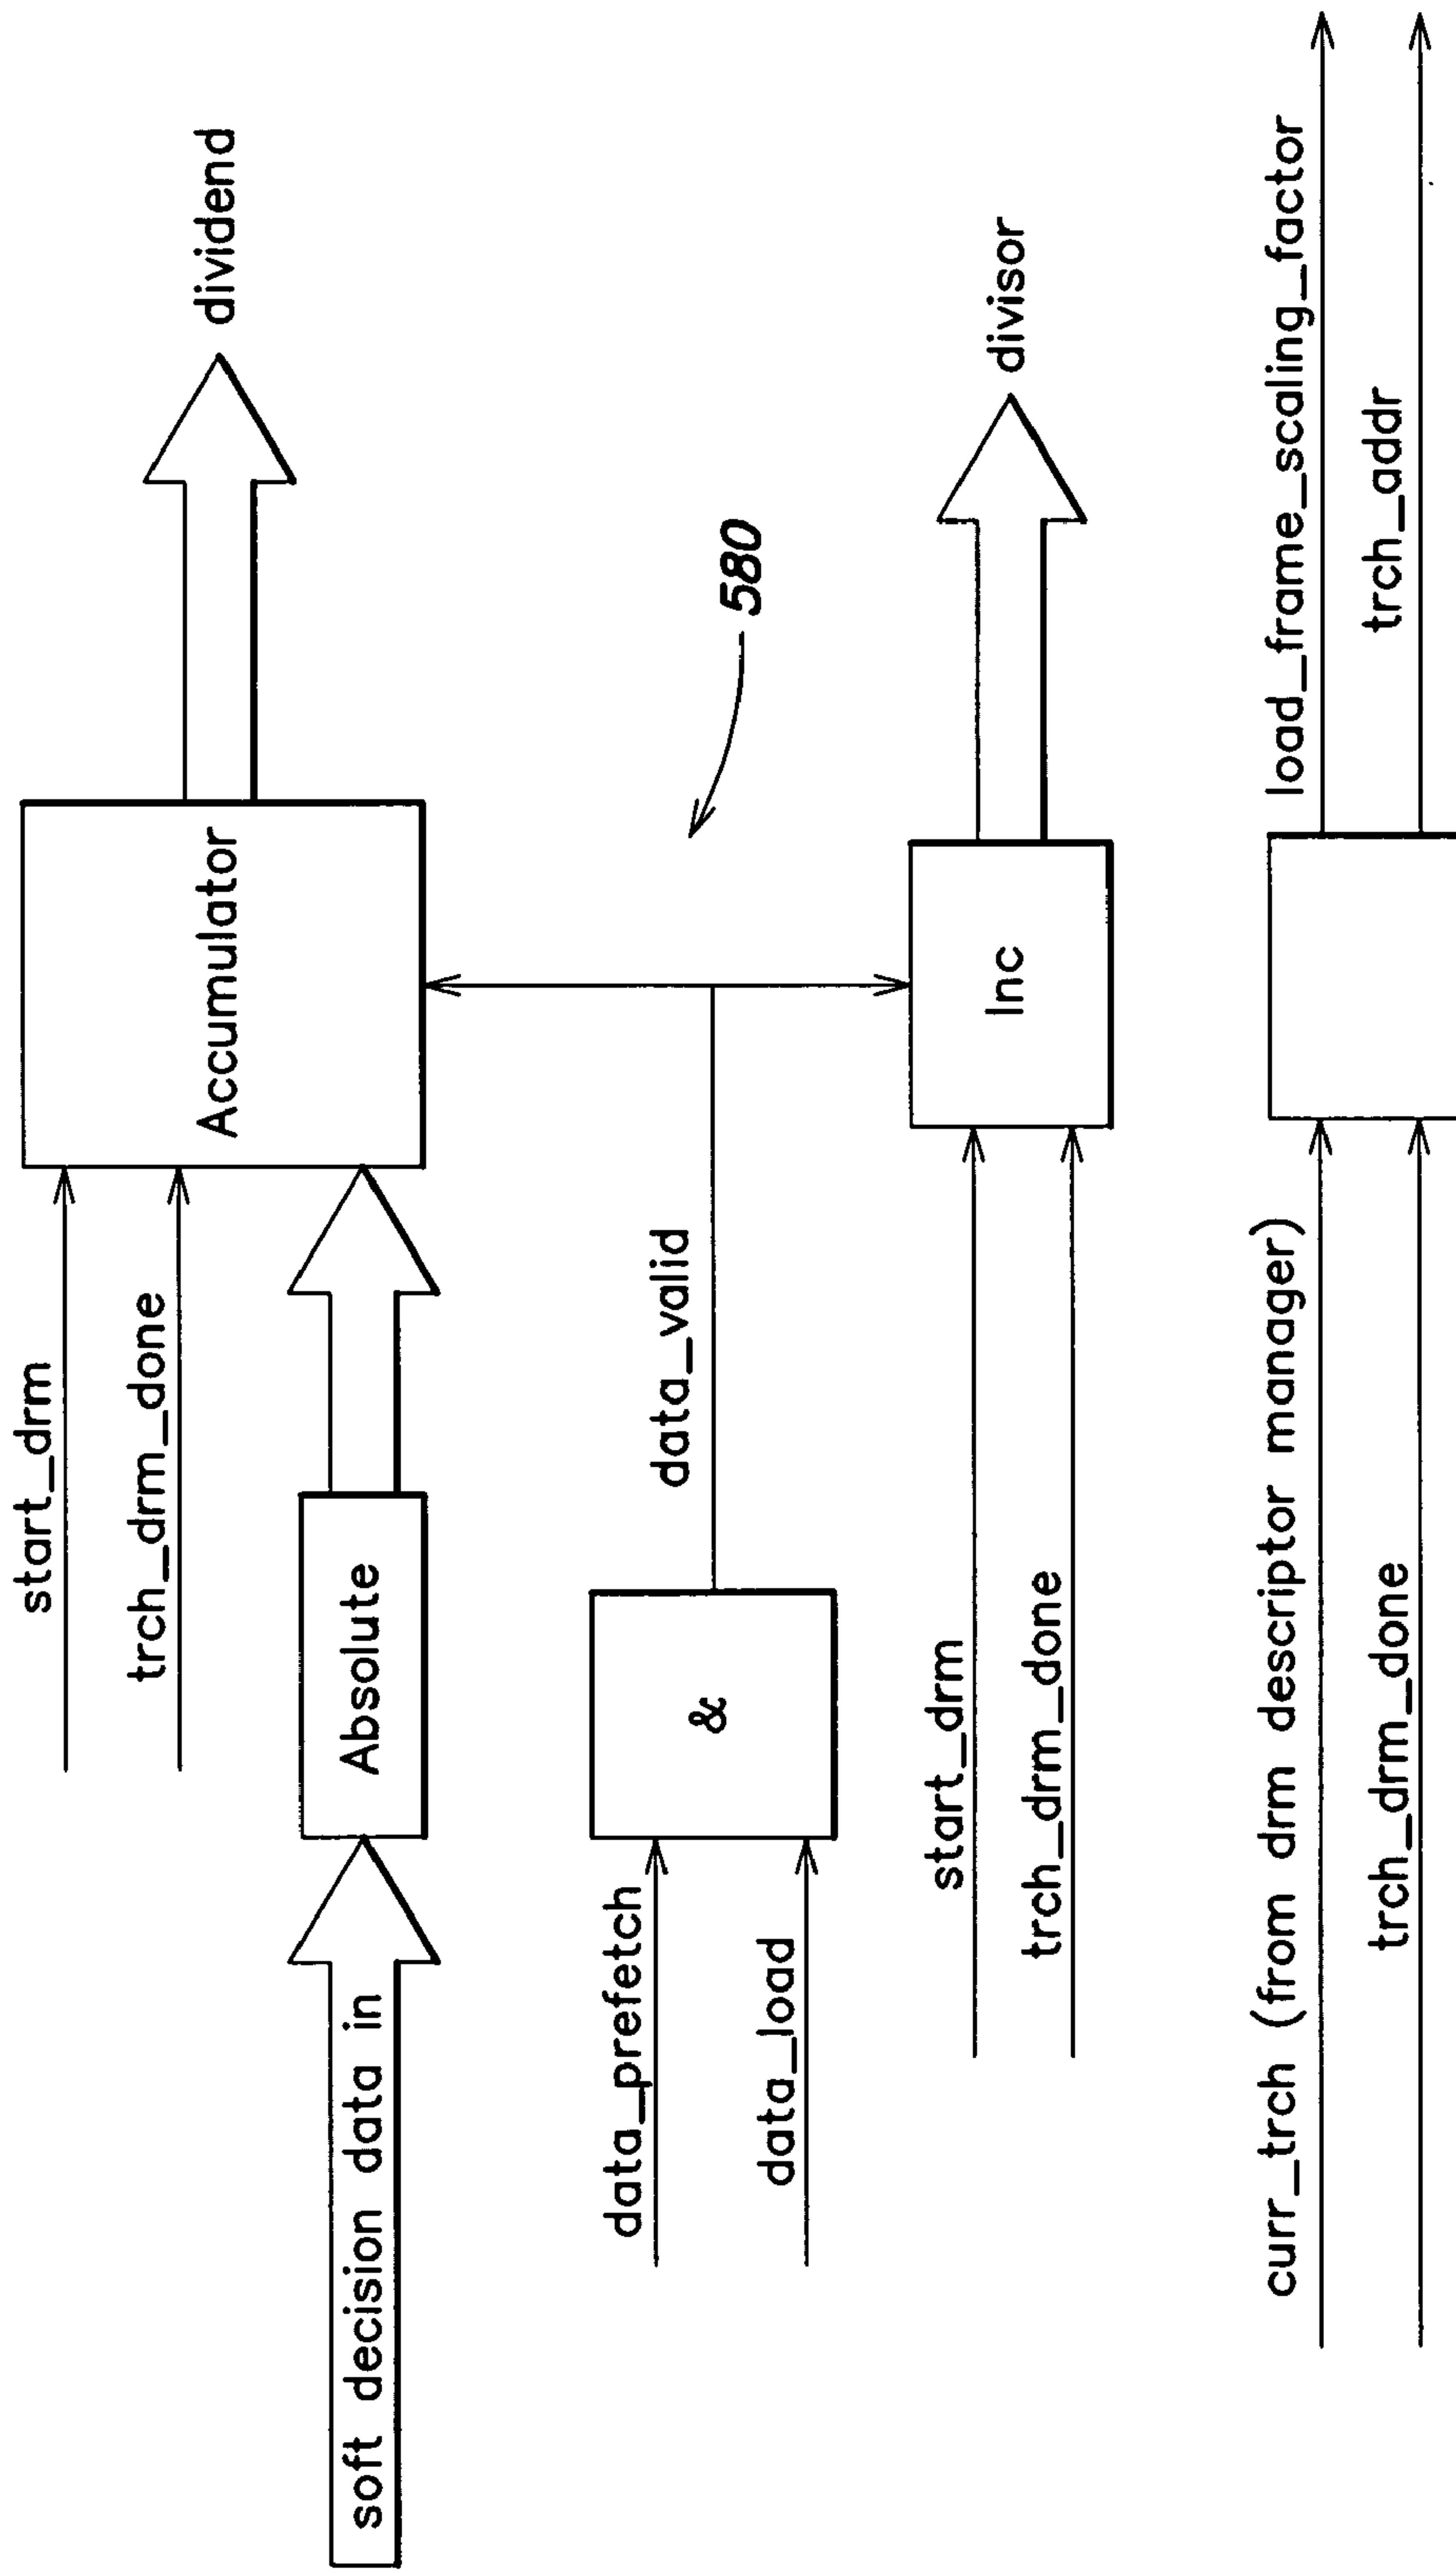 start_drm
trch_drm_done
Accumulator
dividend
soft decision data in
Absolute
data_prefetch
data_load
&
data_valid
580
start_drm
trch_drm_done
Inc
divisor
curr_trch (from drm descriptor manager)
trch_drm_done
load_frame_scaling_factor
trch_addr